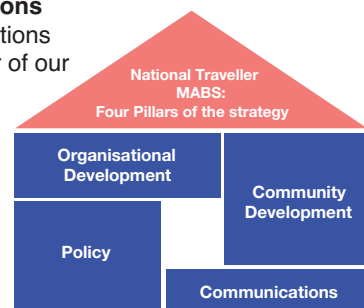 ons
tions
r of our
National Traveller
MABS:
Four Pillars of the strategy
Organisational
Development
Community
Development
Policy
Communications